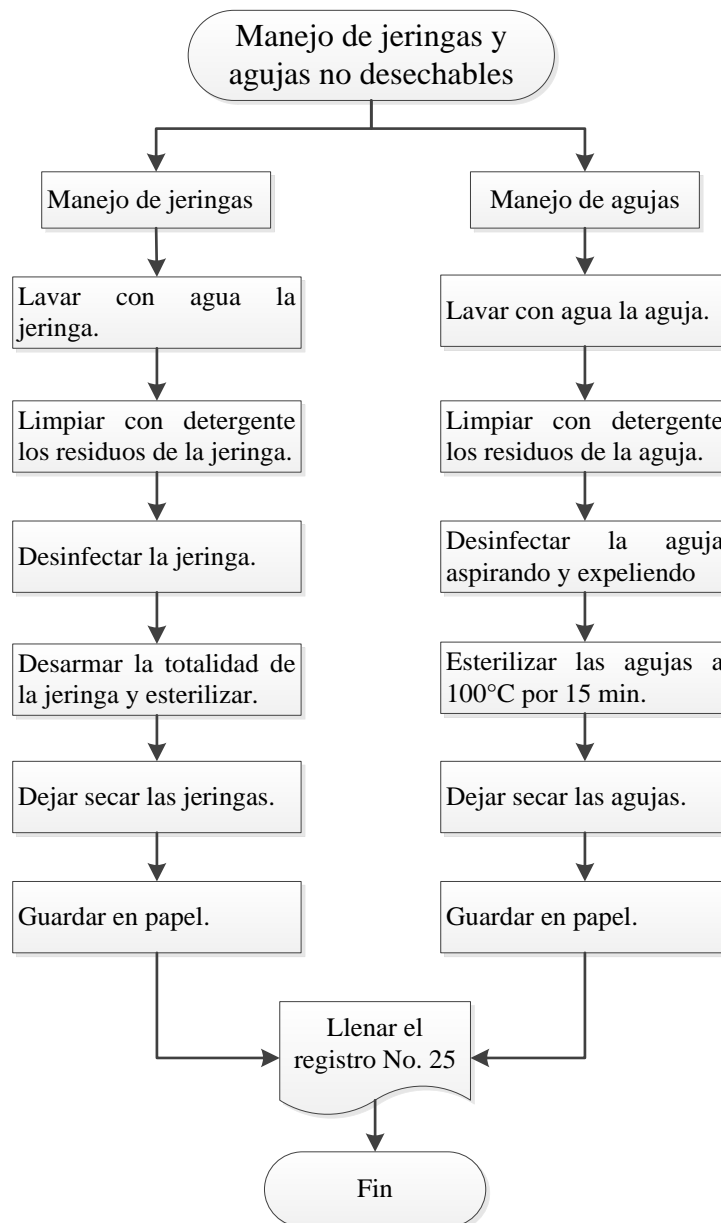 Manejo de jeringas y
agujas no desechables
Manejo de jeringas
Lavar con agua la
jeringa.
Limpiar con detergente
los residuos de la jeringa.
Desinfectar la jeringa.
Desarmar la totalidad de
la jeringa y esterilizar.
Dejar secar las jeringas.
Guardar en papel.
Manejo de agujas
Lavar con agua la aguja.
Limpiar con detergente
los residuos de la aguja.
Desinfectar la aguja
aspirando y expeliendo
Esterilizar las agujas a
100°C por 15 min.
Dejar secar las agujas.
Guardar en papel.
Llenar el
registro No. 25
Fin